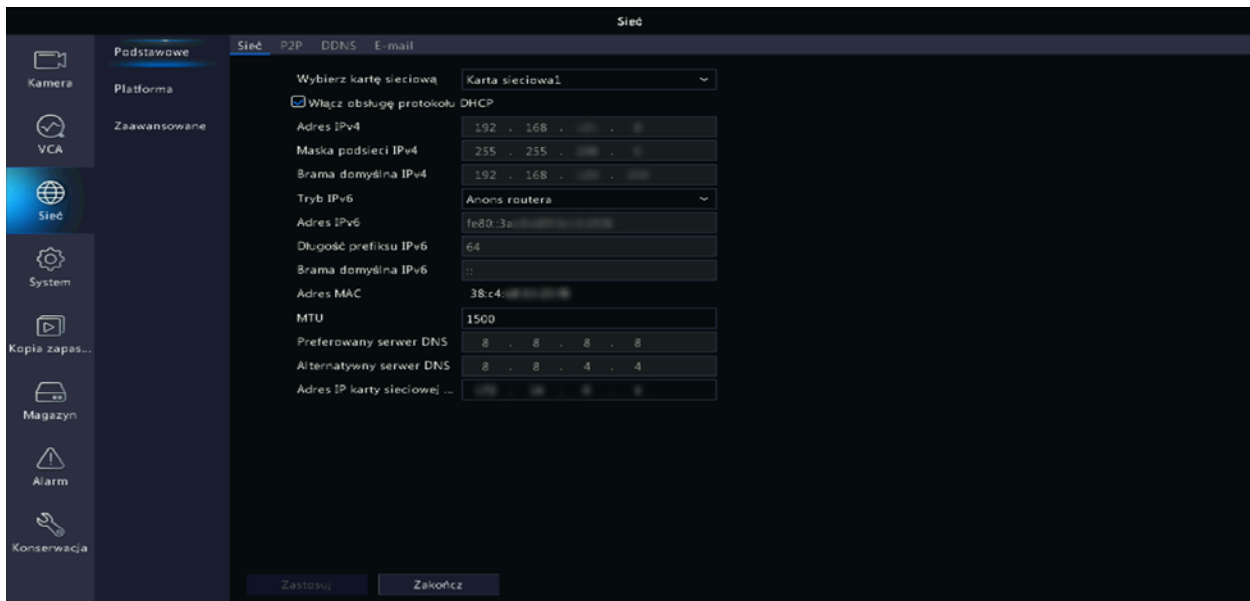 Sieć
Kamera
VCA
Sieć
System
Kopia zapas...
Magazyn
Alarm
Konserwacja
Podstawowe
Platforma
Zaawansowane
Sieć P2P DDNS E-mail
Wybierz kartę sieciową Karta sieciowa1
Włącz obsługę protokołu DHCP
Adres IPv4 192 . 168 . .
Maska podsieci IPv4 255 . 255 . .
Brama domyślna IPv4 192 . 168 . .
Tryb IPv6 Anons routera
Adres IPv6 fe80::3a
Długość prefiksu IPv6 64
Brama domyślna IPv6 ::
Adres MAC 38:c4:
MTU 1500
Preferowany serwer DNS 8 . 8 . 8 . 8
Alternatywny serwer DNS 8 . 8 . 4 . 4
Adres IP karty sieciowej ...
Zastosuj Zakończ